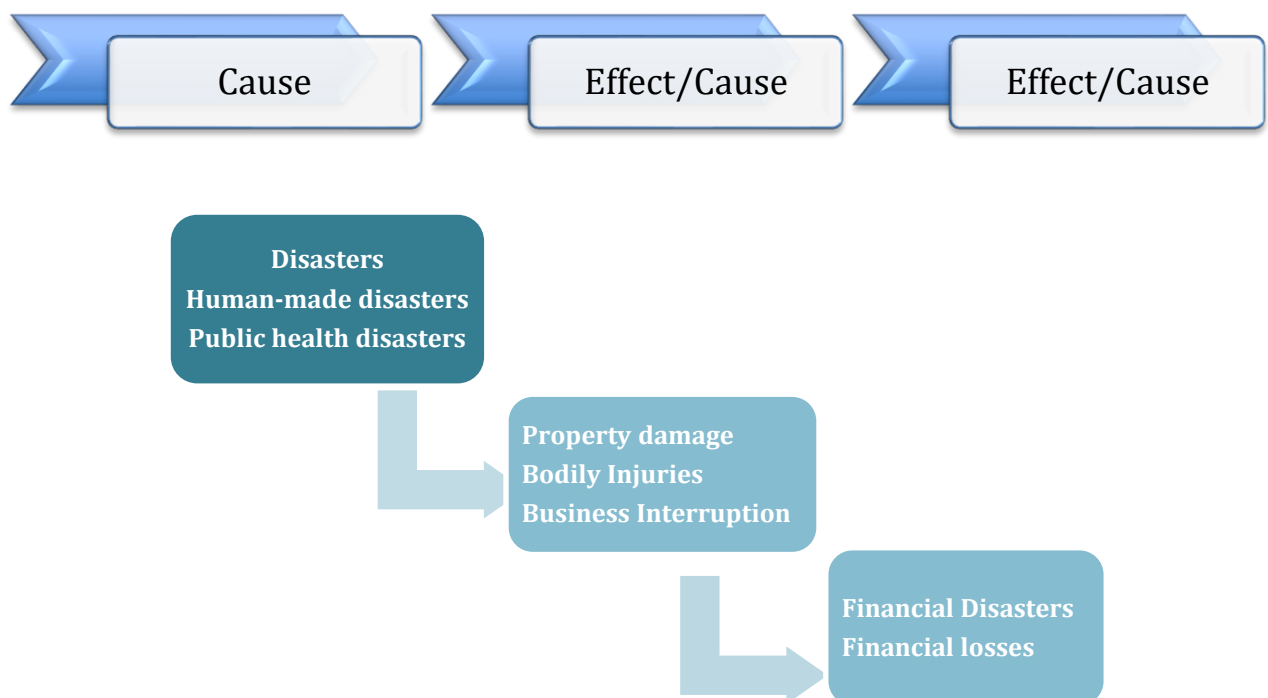 Cause
Effect/Cause
Effect/Cause
Disasters
Human-made disasters
Public health disasters
Property damage
Bodily Injuries
Business Interruption
Financial Disasters
Financial losses